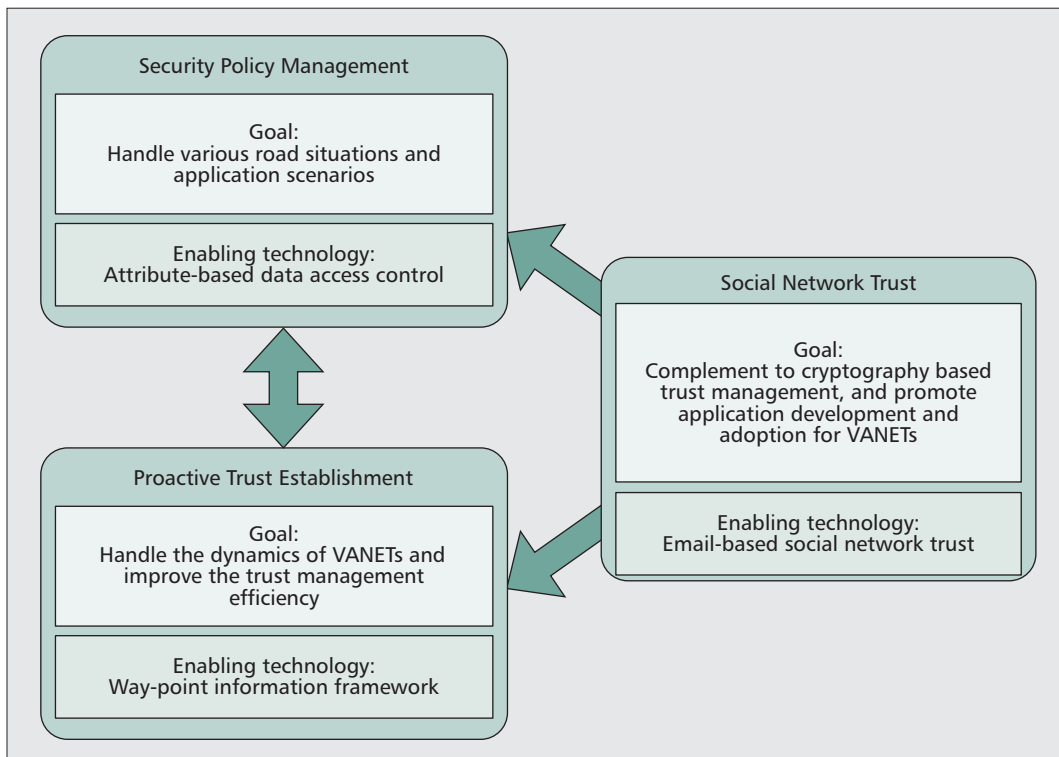 Security Policy Management
Goal:
Handle various road situations and
application scenarios
Enabling technology:
Attribute-based data access control
Social Network Trust
Goal:
Complement to cryptography based
trust management, and promote
application development and
adoption for VANETs
Enabling technology:
Email-based social network trust
Proactive Trust Establishment
Goal:
Handle the dynamics of VANETs and
improve the trust management
efficiency
Enabling technology:
Way-point information framework